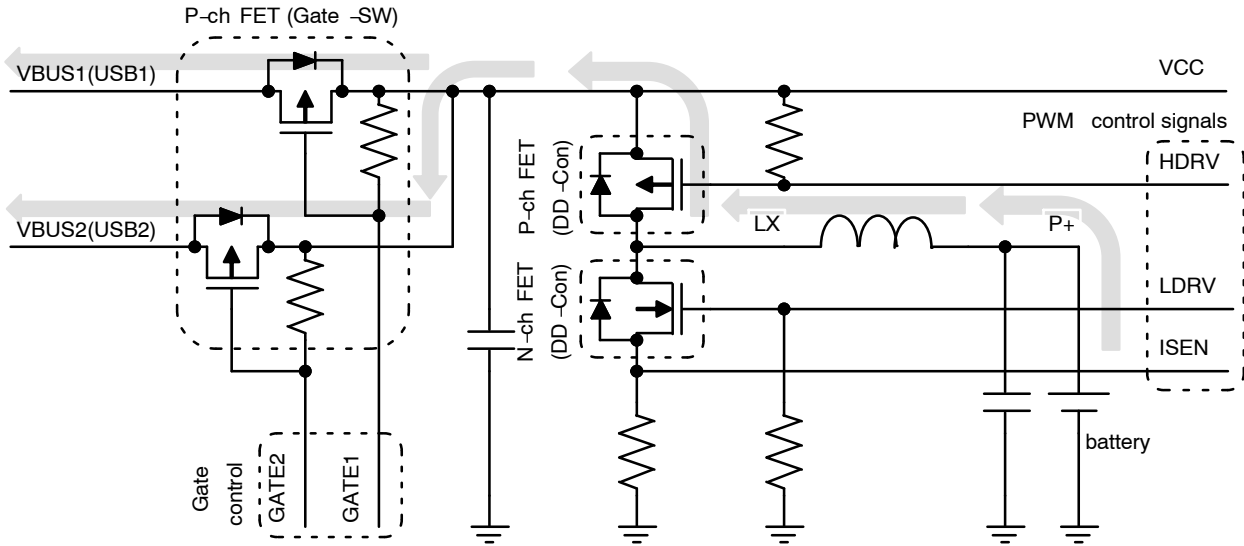 P-ch FET (Gate -SW)
VBUS1(USB1)
VCC
PWM control signals
HDRV
P-ch FET
(DD -Con)
VBUS2(USB2)
LX
P+
N-ch FET
(DD -Con)
LDRV
ISEN
battery
Gate
control
GATE2
GATE1